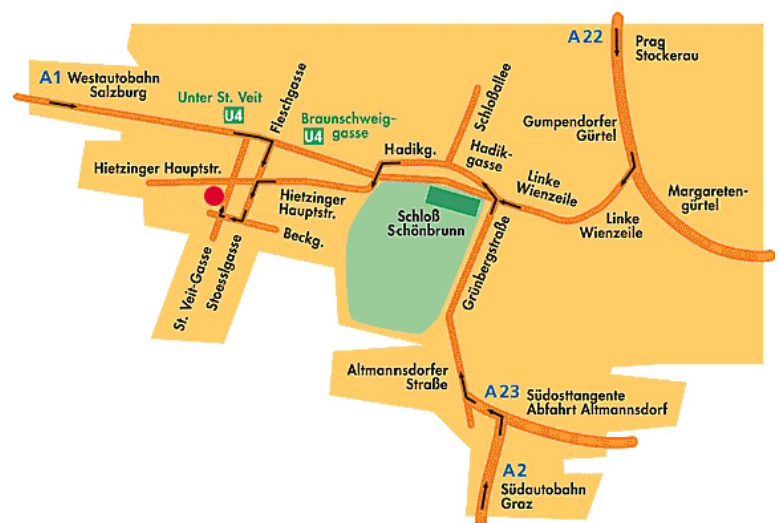 A22
Prag
Stockerau
A1 Westautobahn
Salzburg
Unter St. Veit
U4
Fleschgasse
Braunschweig-
gasse
U4
Schloßallee
Gumpendorfer
Gürtel
Hadikg.
Hadik-
gasse
Hietzinger Hauptstr.
Linke
Wienzeile
Margareten-
gürtel
Hietzinger
Hauptstr.
Schloß
Schönbrunn
Linke
Wienzeile
Beckg.
Grünbergstraße
St. Veit-Gasse
Stoesslgasse
Altmannsdorfer
Straße
A23 Südosttangente
Abfahrt Altmannsdorf
A2
Südautobahn
Graz